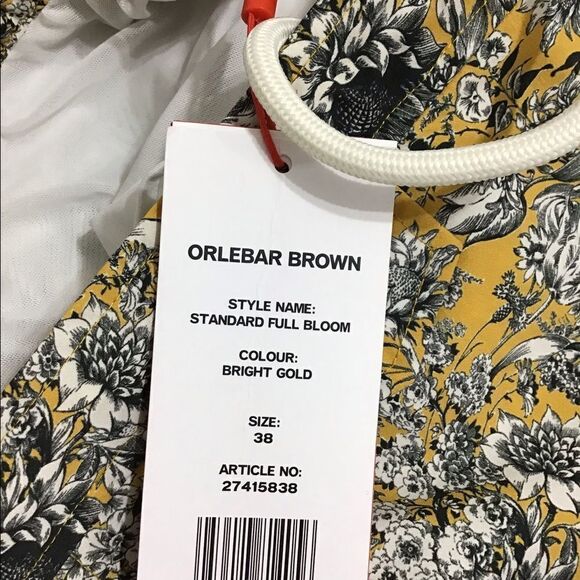 ORLEBAR BROWN
STYLE NAME:
STANDARD FULL BLOOM
COLOUR:
BRIGHT GOLD
SIZE:
38
ARTICLE NO:
27415838